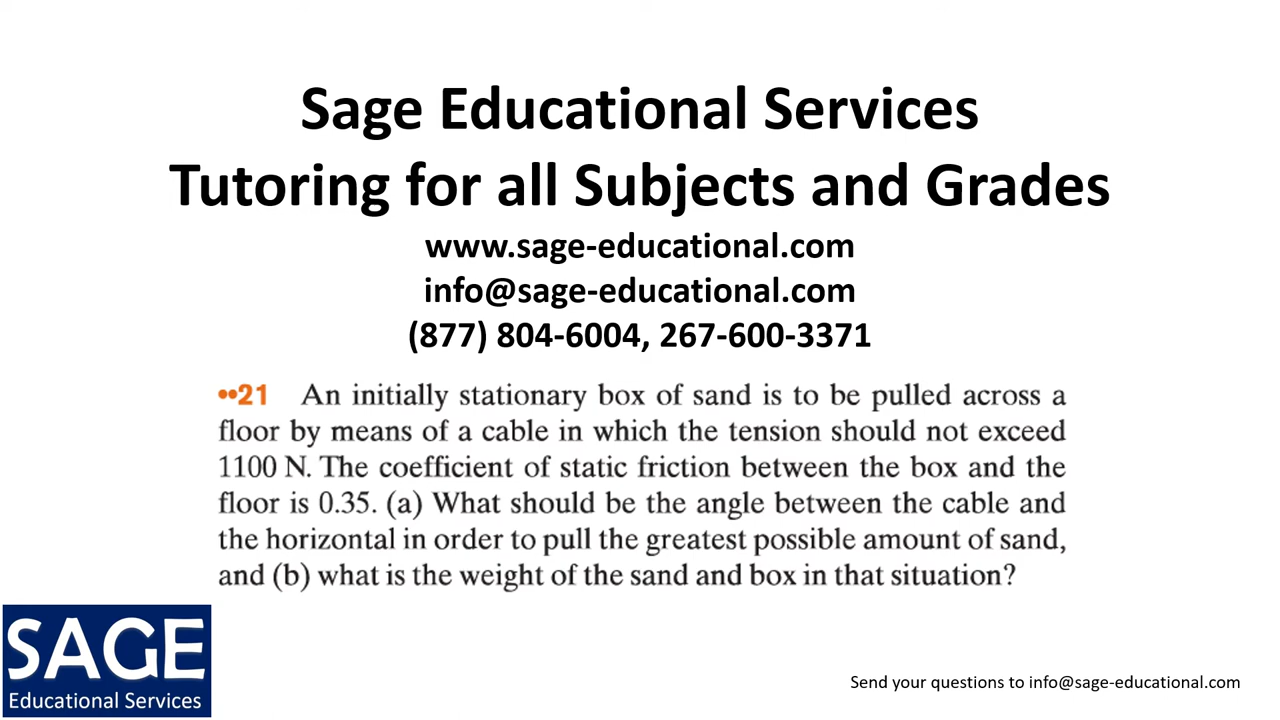 Sage Educational Services
Tutoring for all Subjects and Grades
www.sage-educational.com
info@sage-educational.com
(877) 804-6004, 267-600-3371
••21 An initially stationary box of sand is to be pulled across a
floor by means of a cable in which the tension should not exceed
1100 N. The coefficient of static friction between the box and the
floor is 0.35. (a) What should be the angle between the cable and
the horizontal in order to pull the greatest possible amount of sand,
and (b) what is the weight of the sand and box in that situation?
SAGE
Educational Services
Send your questions to info@sage-educational.com